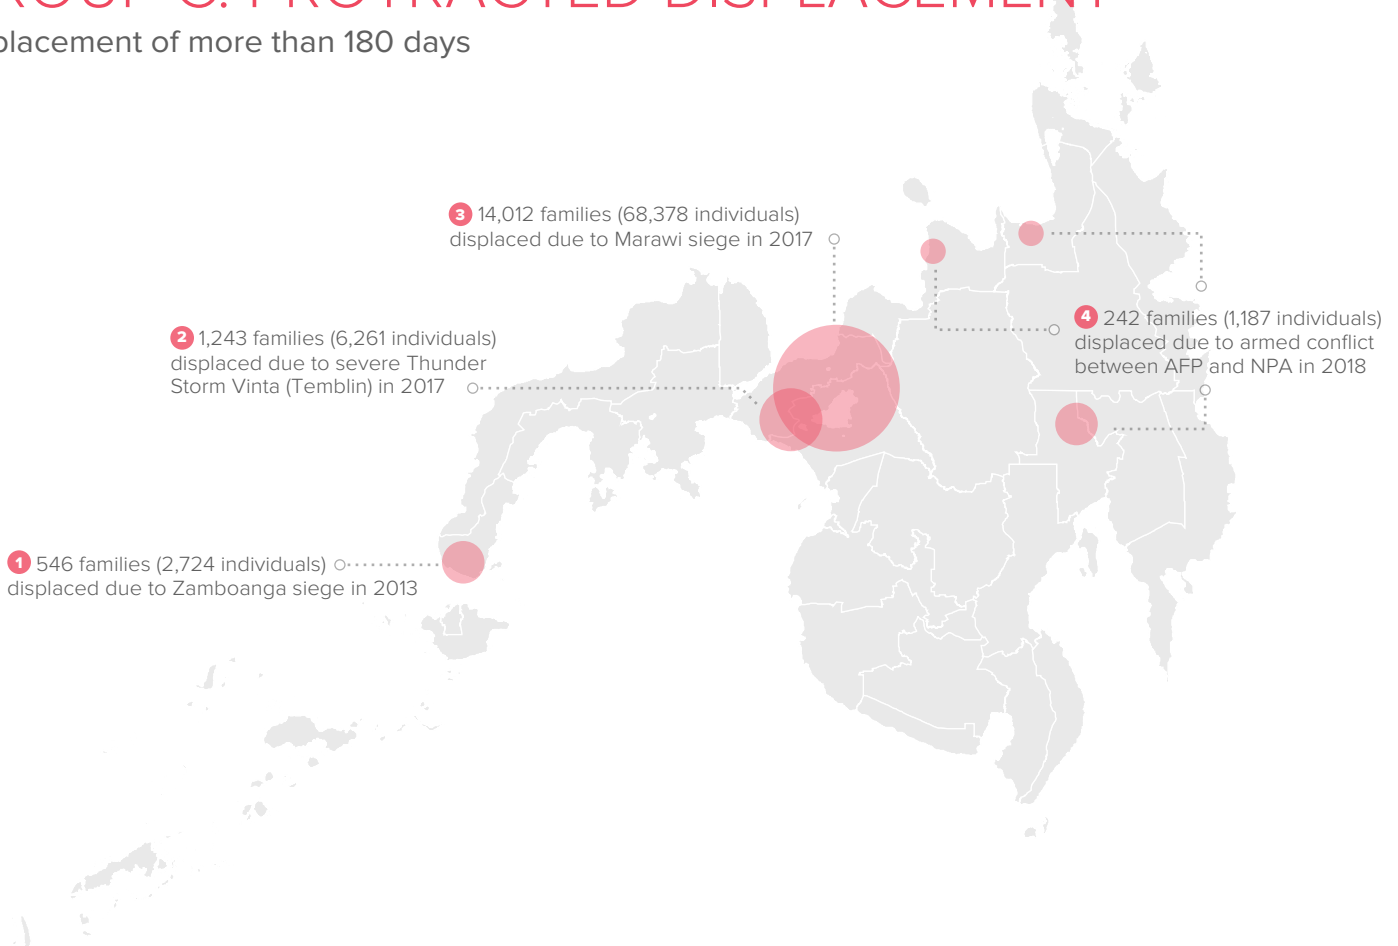 PROTRACTED DISPLACEMENT
of more than 180 days
3 14,012 families (68,378 individuals)
displaced due to Marawi siege in 2017
2 1,243 families (6,261 individuals)
displaced due to severe Thunder
Storm Vinta (Temblin) in 2017
4 242 families (1,187 individuals)
displaced due to armed conflict
between AFP and NPA in 2018
1 546 families (2,724 individuals)
displaced due to Zamboanga siege in 2013